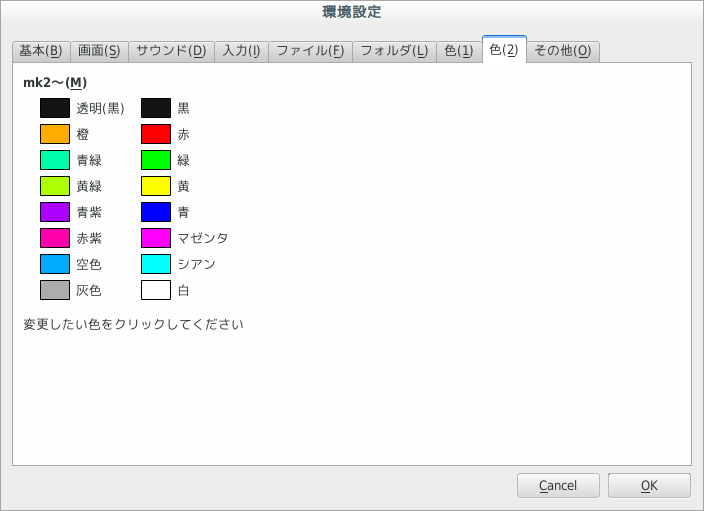 環境設定
基本(B) 画面(S) サウンド(D) 入力(I) ファイル(F) フォルダ(L) 色(1) 色(2) その他(O)
mk2～(M)
透明(黒) 黒
橙 赤
青緑 緑
黄緑 黄
青紫 青
赤紫 マゼンタ
空色 シアン
灰色 白
変更したい色をクリックしてください
Cancel OK